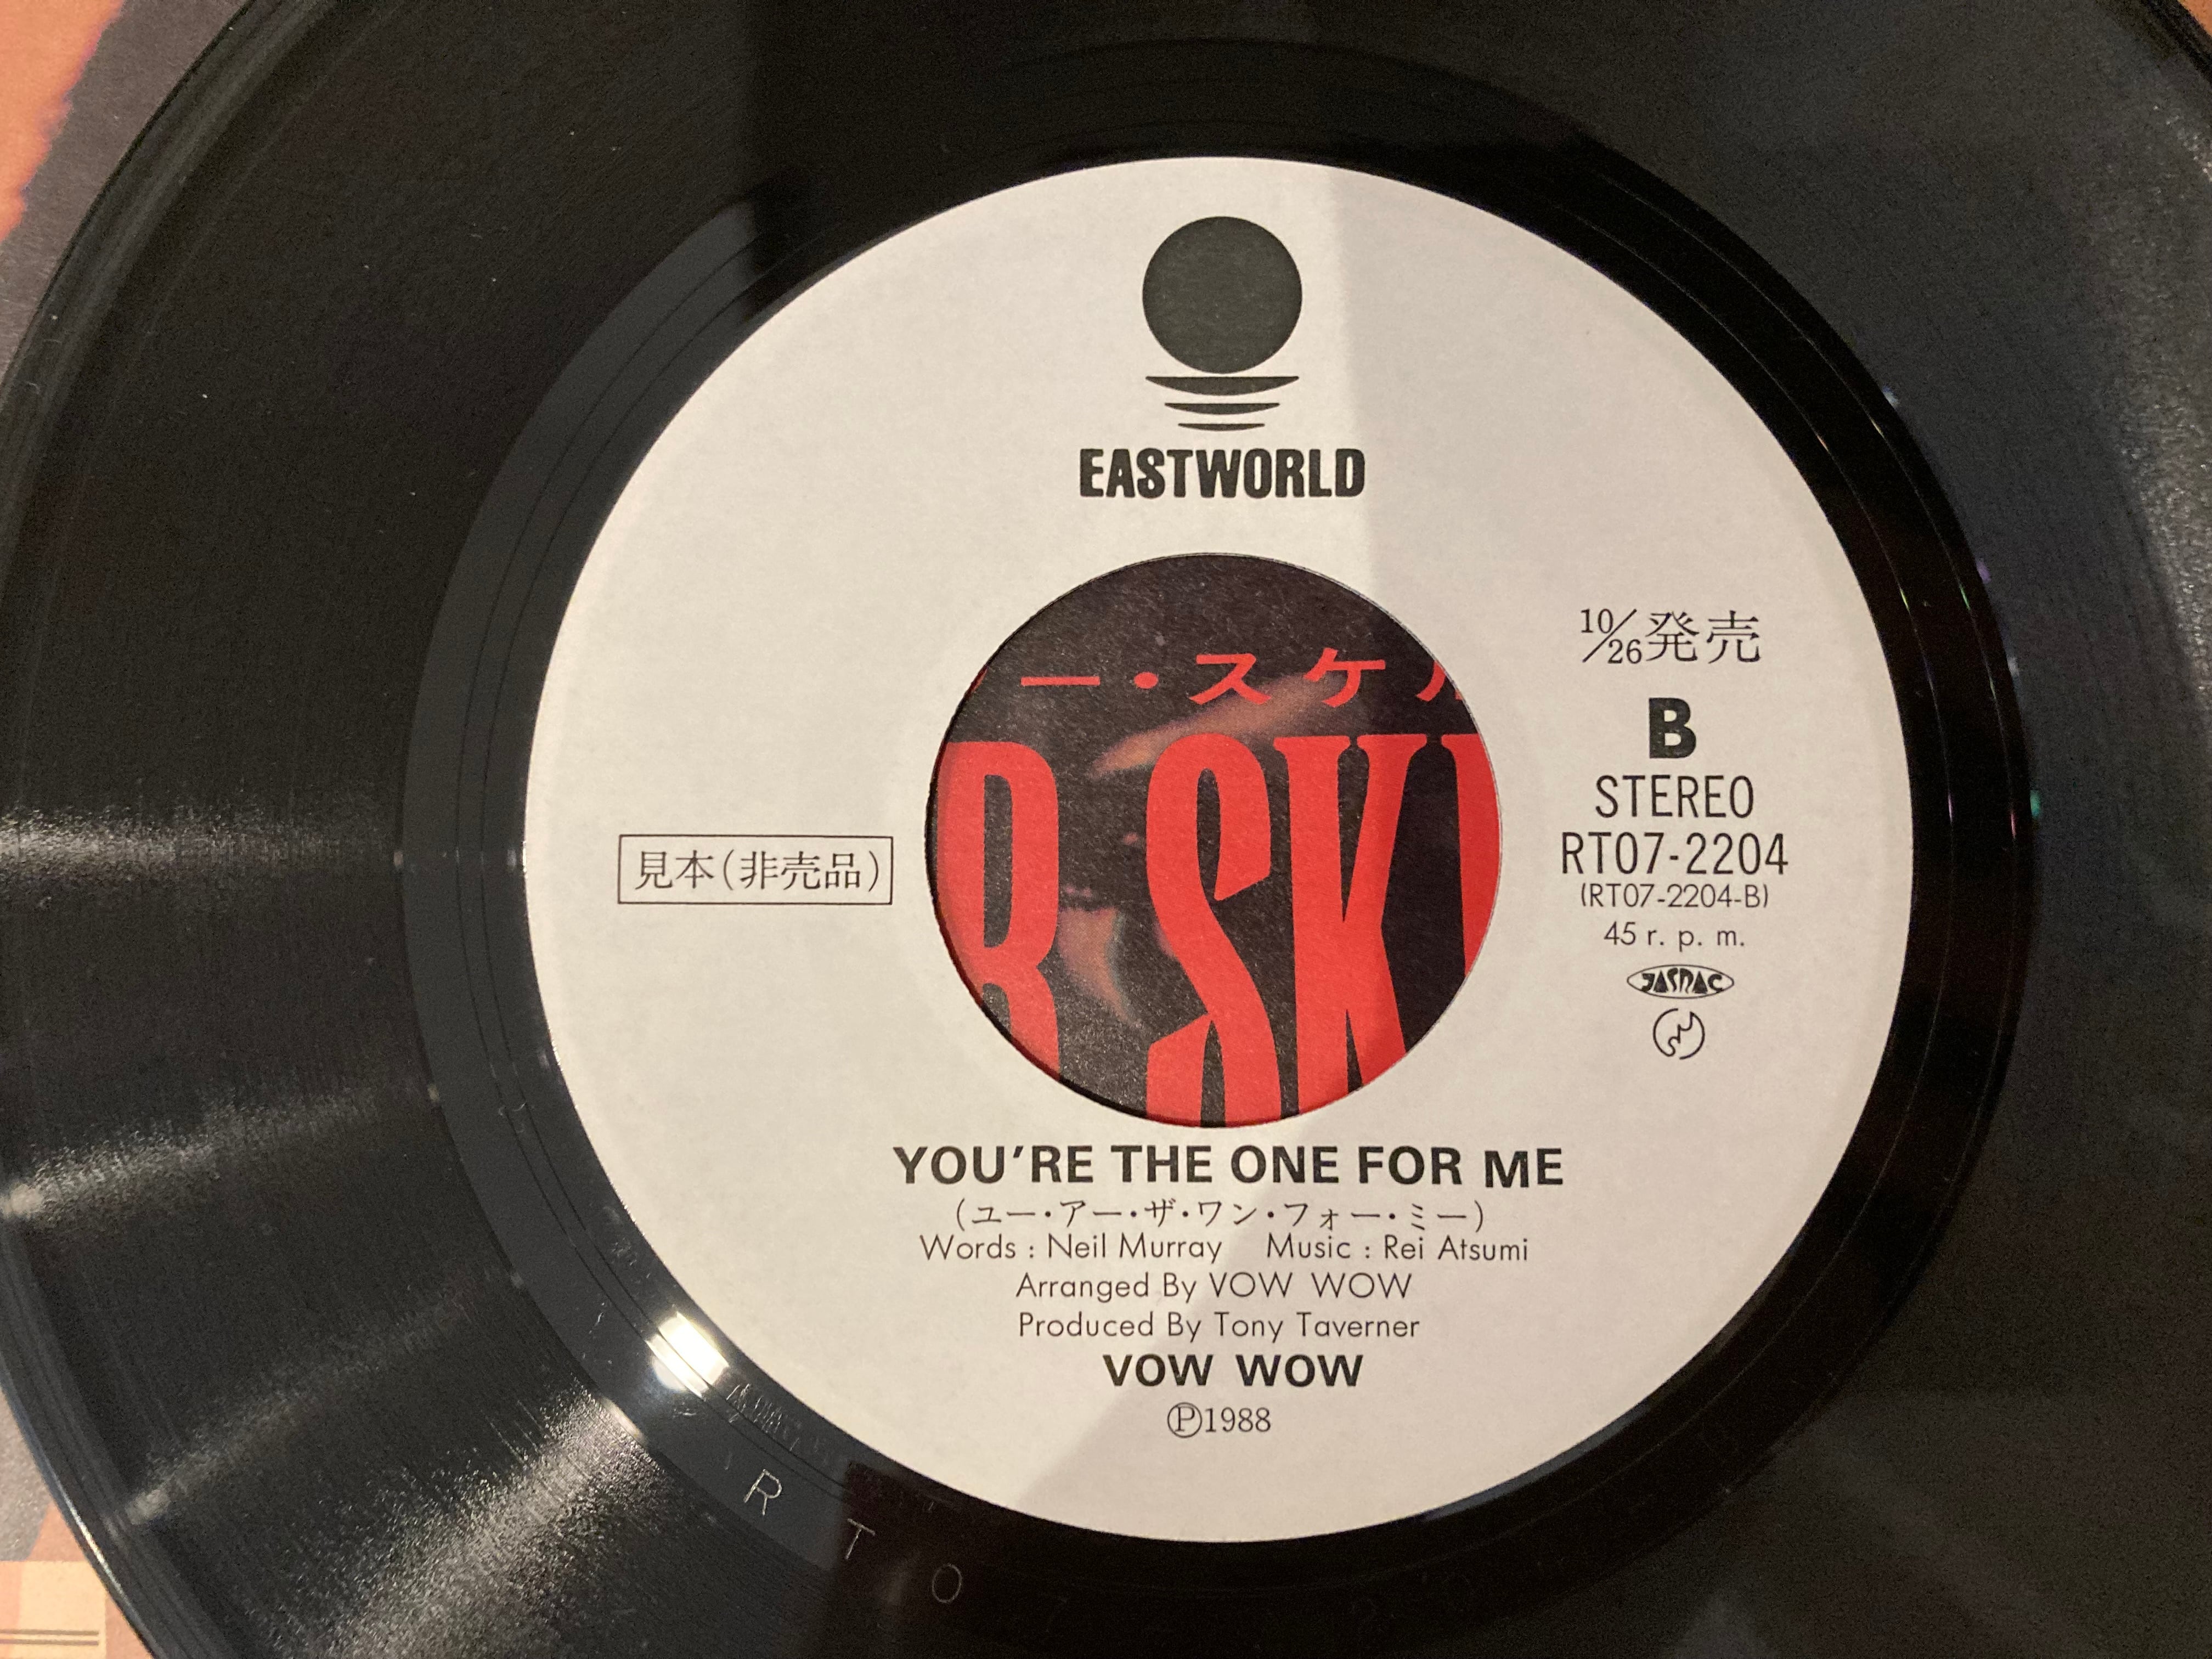 EASTWORLD
10/26発売
B
STEREO
RT07-2204
(RT07-2204-B)
45 r. p. m.
JASRAC
見本(非売品)
ー・スケル
R SK
YOU'RE THE ONE FOR ME
(ユー・アー・ザ・ワン・フォー・ミー)
Words : Neil Murray Music : Rei Atsumi
Arranged By VOW WOW
Produced By Tony Taverner
VOW WOW
Ⓟ1988
R T O